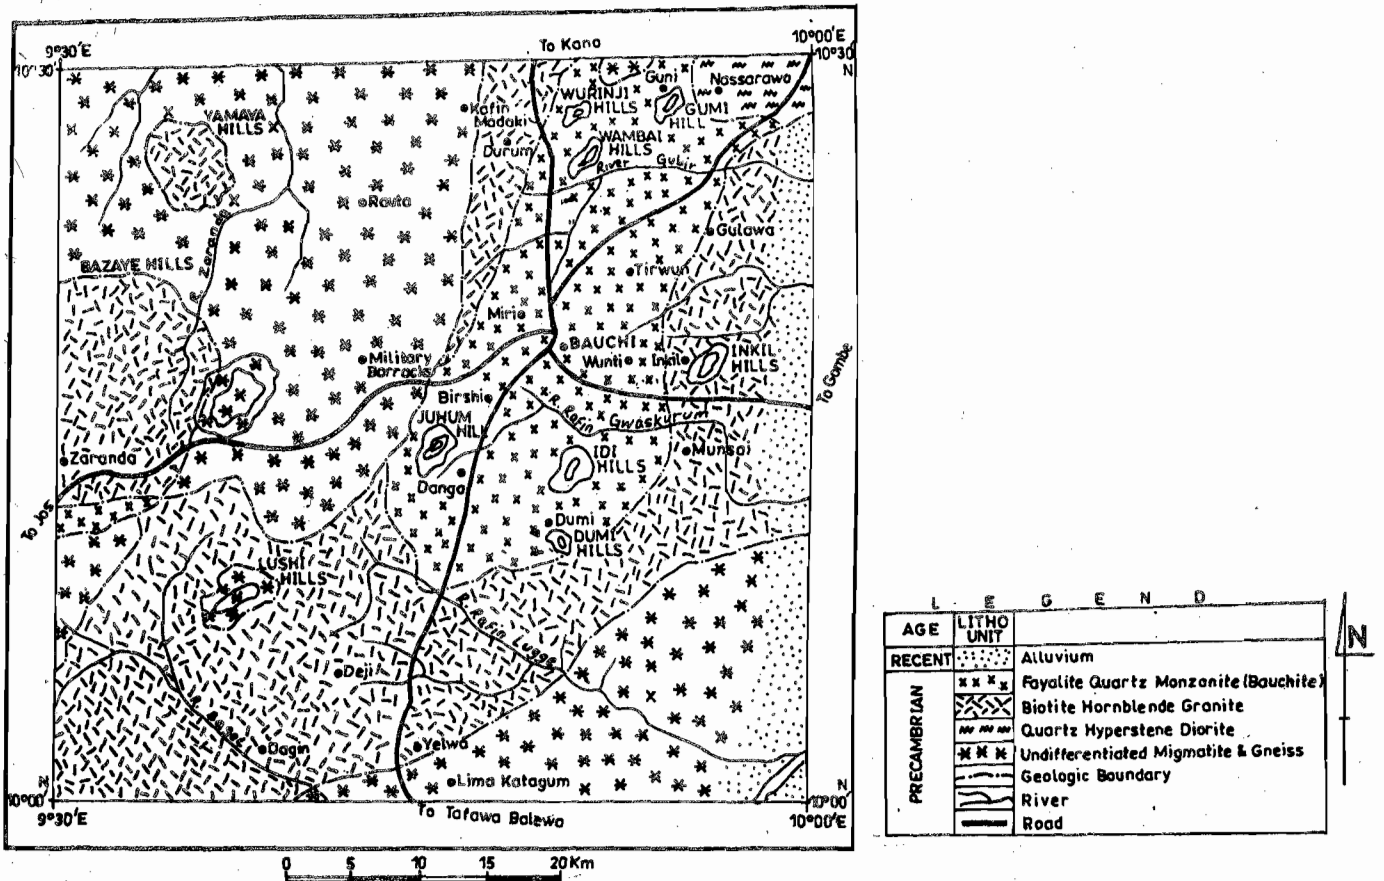 9°30'E
To Kano
10°00'E
10°30'
10°30'
N
Guni
Nassarawa
WURINJI
HILLS
GUMI
HILL
Kafin
Madaki
YAMAYA
HILLS
WAMBAI
HILLS
Durum
River Gubir
Rauta
R. Zaranda
Gulawa
BAZAYE HILLS
Tirwun
Miri
BAUCHI
Military
Barracks
Wunti
Inkil
INKIL
HILLS
To Gombe
Birshi
R. Rafin Gwaskurum
JUHUM
HILL
Zaranda
IDI
HILLS
Munsai
Danga
To Jos
Dumi
DUMI
HILLS
LUSHI
HILLS
R. Rafin Lugge
Deji
Dagin
Yelwa
Lima Katagum
N
10°00'
10°00
9°30'E
To Tafawa Balewa
10°00'E
0 5 10 15 20Km
L E G E N D
AGE
LITHO
UNIT
RECENT
Alluvium
PRECAMBRIAN
Fayalite Quartz Monzonite(Bauchite)
Biotite Hornblende Granite
Quartz Hyperstene Diorite
Undifferentiated Migmatite & Gneiss
Geologic Boundary
River
Road
N